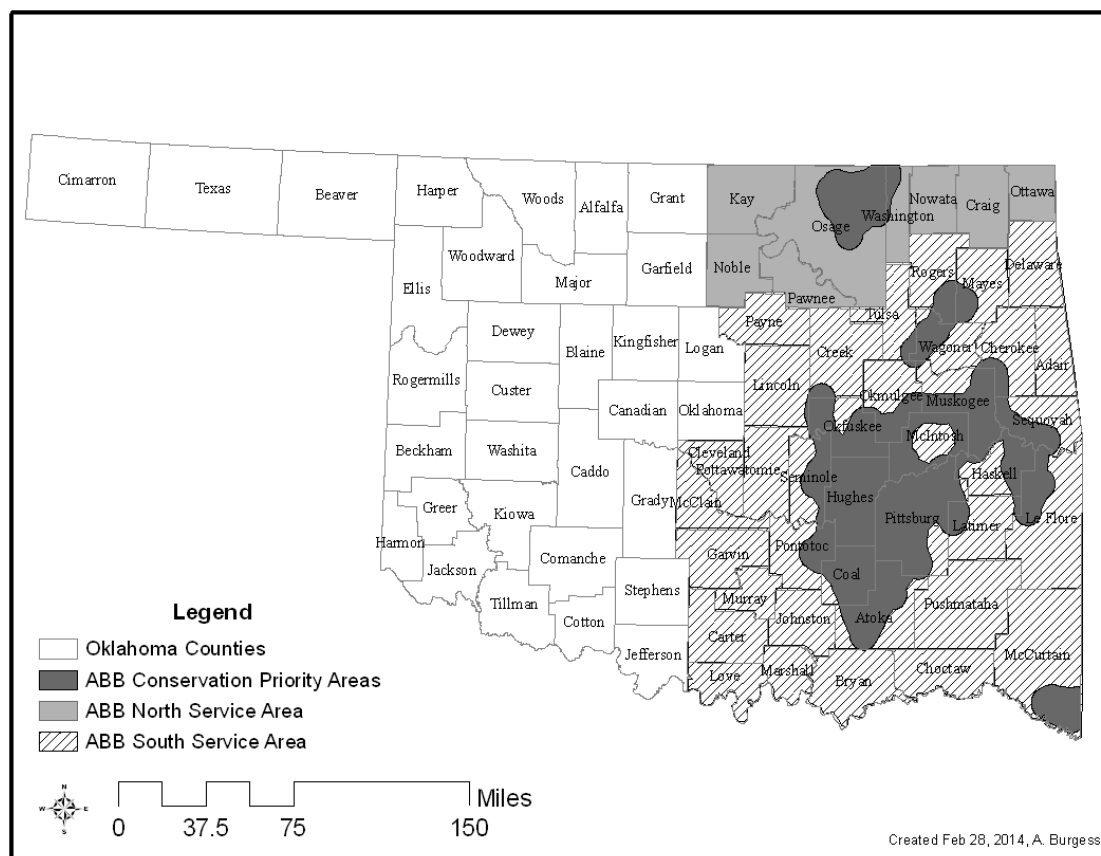 Cimarron
Texas
Beaver
Harper
Woods
Alfalfa
Grant
Kay
Osage
Washington
Nowata
Craig
Ottawa
Ellis
Woodward
Major
Garfield
Noble
Pawnee
Rogers
Mayes
Delaware
Dewey
Blaine
Kingfisher
Logan
Payne
Creek
Tulsa
Wagoner
Cherokee
Adair
Rogermills
Custer
Canadian
Oklahoma
Lincoln
Okmulgee
Okfuskee
Muskogee
McIntosh
Sequoyah
Beckham
Washita
Caddo
Cleveland
Pottawatomie
Seminole
Haskell
Greer
Kiowa
Grady
McClain
Hughes
Pittsburg
Latimer
Le Flore
Harmon
Jackson
Comanche
Garvin
Pontotoc
Coal
Tillman
Cotton
Stephens
Murray
Johnston
Atoka
Pushmataha
Jefferson
Carter
Love
Marshall
Bryan
Choctaw
McCurtain
Legend
Oklahoma Counties
ABB Conservation Priority Areas
ABB North Service Area
ABB South Service Area
N
W E
S
Miles
0 37.5 75 150
Created Feb 28, 2014, A. Burgess